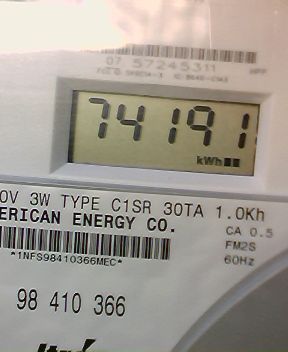 07 57245311
74191
kWh
0V 3W TYPE C1SR 30TA 1.0Kh
ERICAN ENERGY CO.
CA 0.5
FM2S
*1NFS98410366MEC*
60Hz
98 410 366